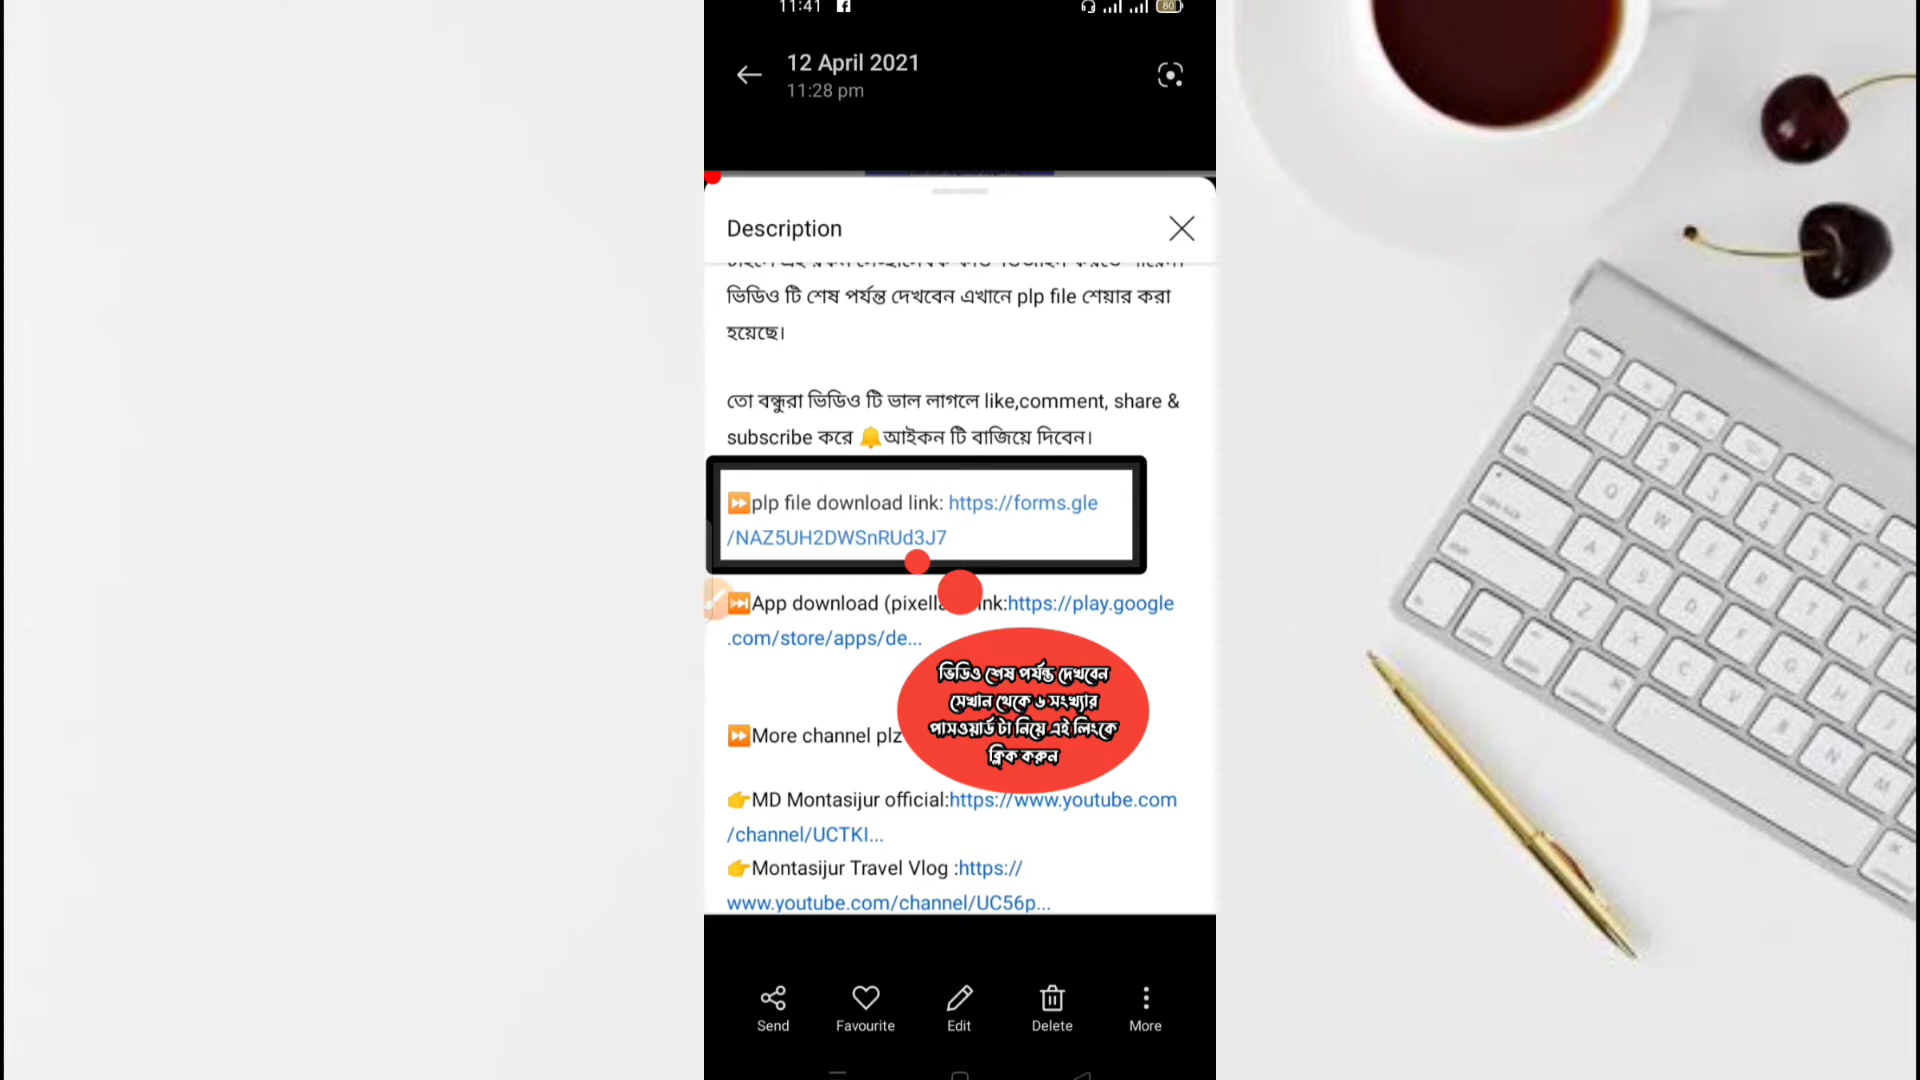 11:41
80
12 April 2021
11:28 pm
Description
ভিডিও টি শেষ পর্যন্ত দেখবেন এখানে plp file শেয়ার করা
হয়েছে।
তো বন্ধুরা ভিডিও টি ভাল লাগলে like,comment, share &
subscribe করে 🔔আইকন টি বাজিয়ে দিবেন।
⏩plp file download link: https://forms.gle
/NAZ5UH2DWSnRUd3J7
⏭App download (pixella nk:https://play.google
.com/store/apps/de...
ভিডিও শেষ পর্যন্ত দেখবেন
সেখান থেকে ৬ সংখ্যার
পাসওয়ার্ড টা নিয়ে এই লিংকে
ক্লিক করুন
⏩More channel plz
👉MD Montasijur official:https://www.youtube.com
/channel/UCTKI...
👉Montasijur Travel Vlog :https://
www.youtube.com/channel/UC56p...
Send
Favourite
Edit
Delete
More